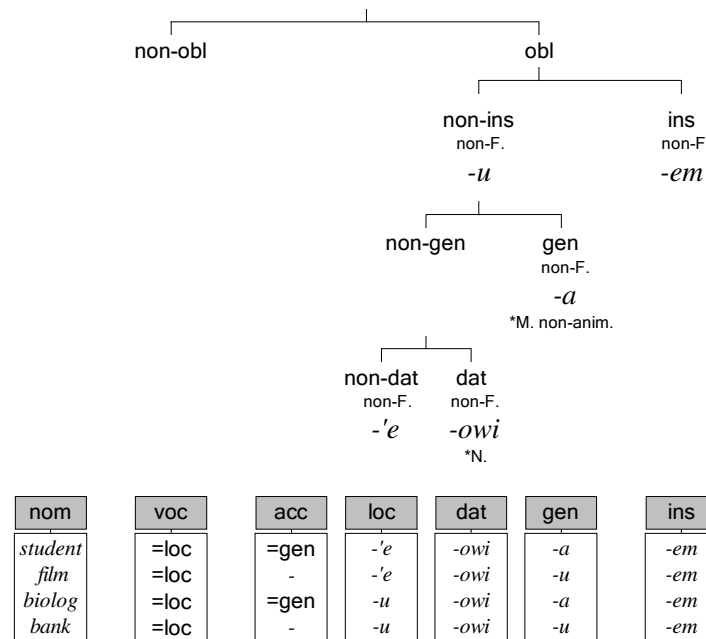 non-obl obl
non-ins ins
non-F. non-F
-u -em
non-gen gen
non-F.
-a
*M. non-anim.
non-dat dat
non-F. non-F.
-'e -owi
*N.
nom voc acc loc dat gen ins
student =loc =gen -'e -owi -a -em
film =loc - -'e -owi -u -em
biolog =loc =gen -u -owi -a -em
bank =loc - -u -owi -u -em